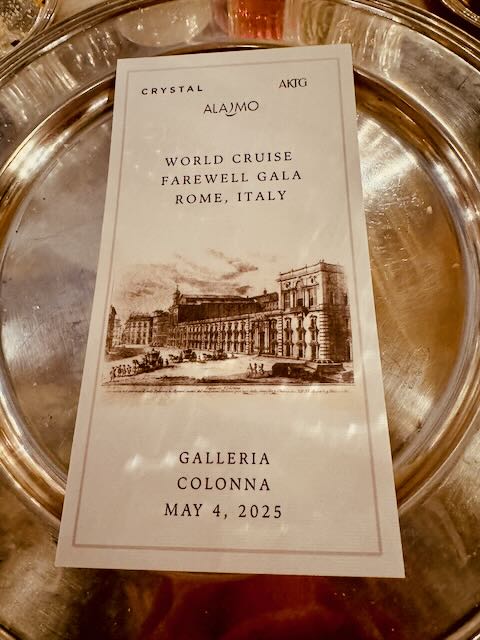 CRYSTAL
AKTG
ALAJMO
WORLD CRUISE
FAREWELL GALA
ROME, ITALY
GALLERIA
COLONNA
MAY 4, 2025